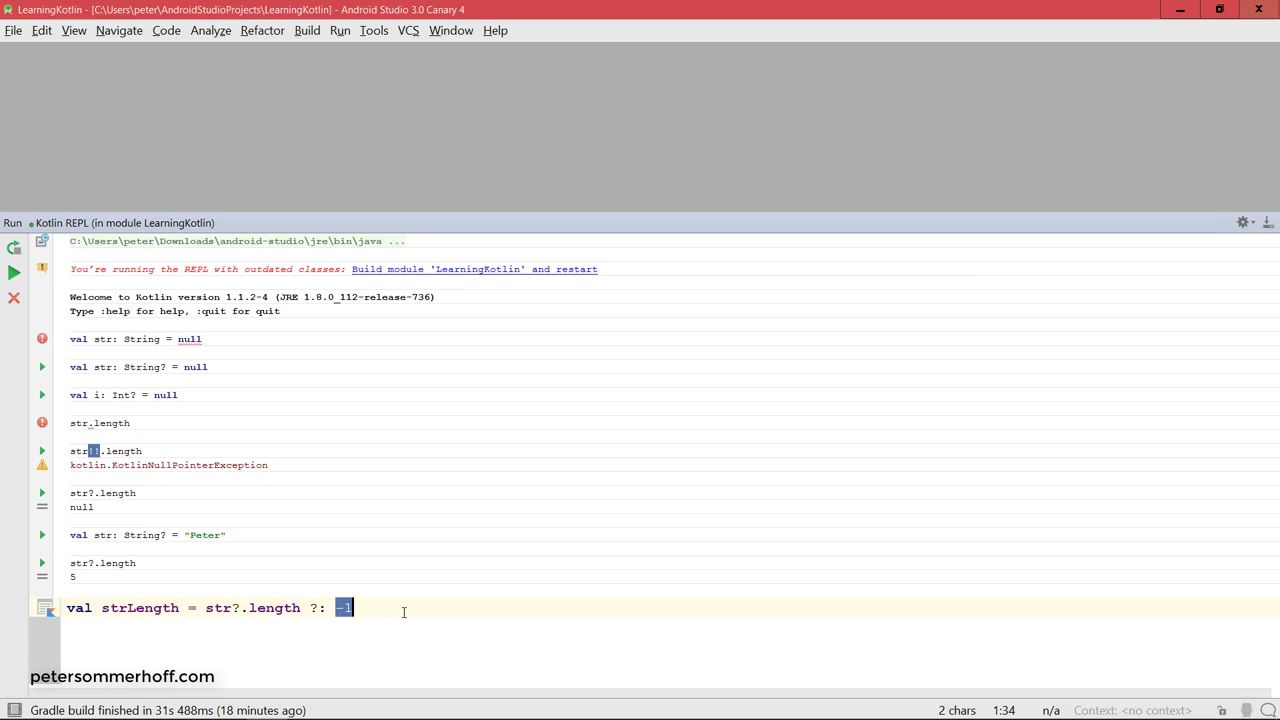 LearningKotlin - [C:\Users\peter\AndroidStudioProjects\LearningKotlin] - Android Studio 3.0 Canary 4
File Edit View Navigate Code Analyze Refactor Build Run Tools VCS Window Help
Run Kotlin REPL (in module LearningKotlin)
C:\Users\peter\Downloads\android-studio\jre\bin\java ...
You're running the REPL with outdated classes: Build module 'LearningKotlin' and restart
Welcome to Kotlin version 1.1.2-4 (JRE 1.8.0_112-release-736)
Type :help for help, :quit for quit
val str: String = null
val str: String? = null
val i: Int? = null
str.length
str!!.length
kotlin.KotlinNullPointerException
str?.length
null
val str: String? = "Peter"
str?.length
5
val strLength = str?.length ?: -1
petersommerhoff.com
Gradle build finished in 31s 488ms (18 minutes ago) 2 chars 1:34 n/a Context: <no context>